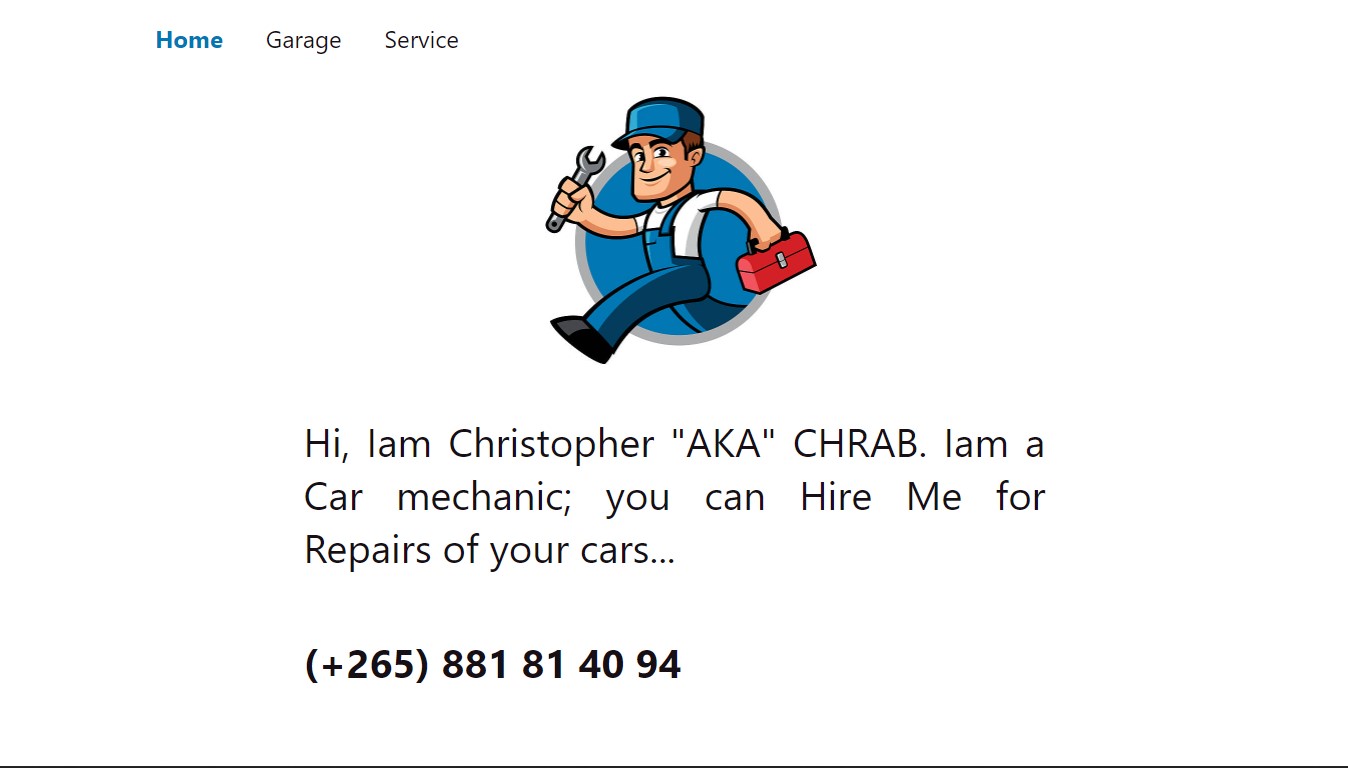 Home Garage Service
Hi, Iam Christopher "AKA" CHRAB. Iam a
Car mechanic; you can Hire Me for
Repairs of your cars...
(+265) 881 81 40 94